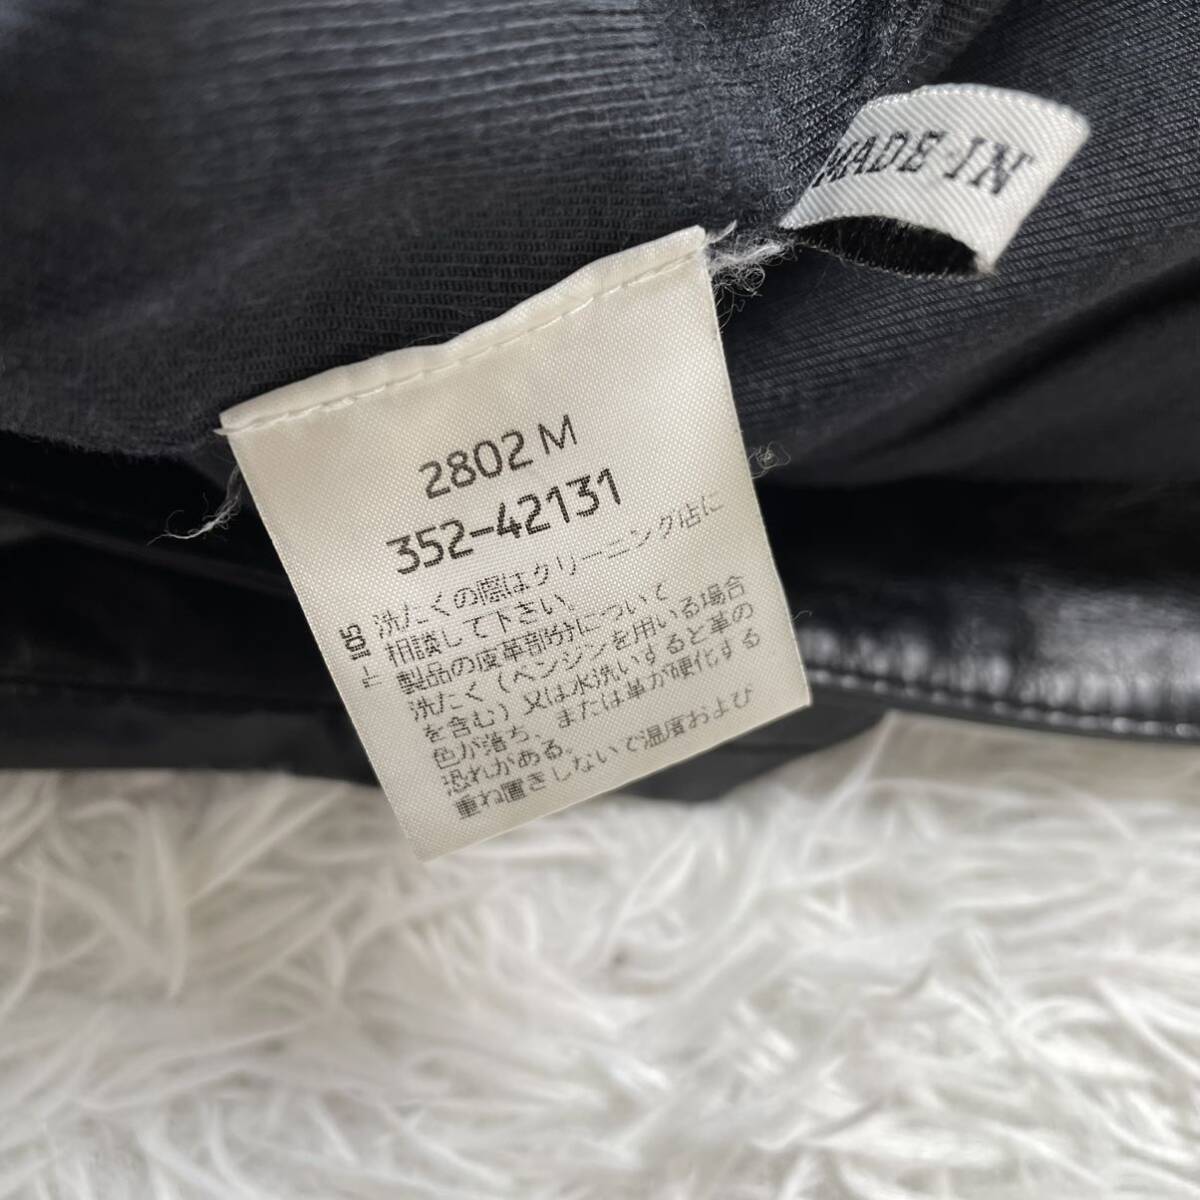 MADE IN
2802 M
352-42131
洗たくの際はクリーニング店に
相談して下さい。
製品の皮革部分について
洗たく（ベンジンを用いる場合
を含む）又は水洗いすると革の
色が落ち、または革が硬化する
恐れがある。
重ね置きしないで温度および
105